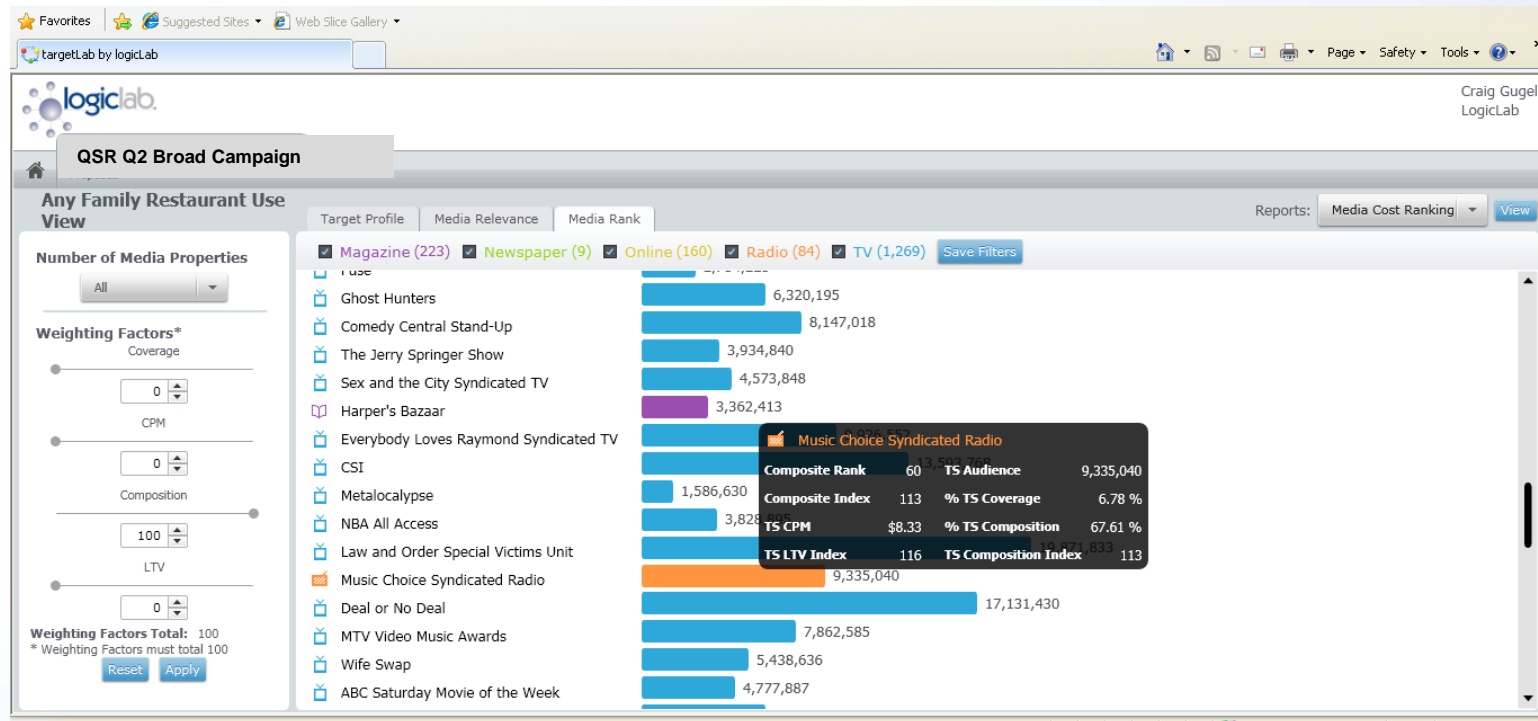 Favorites Suggested Sites Web Slice Gallery
targetLab by logicLab Page Safety Tools
logiclab. Craig Gugel
LogicLab
QSR Q2 Broad Campaign
Any Family Restaurant Use
View
Target Profile Media Relevance Media Rank Reports: Media Cost Ranking View
Magazine (223) Newspaper (9) Online (160) Radio (84) TV (1,269) Save Filters
Number of Media Properties
All
Weighting Factors*
Coverage
0
CPM
0
Composition
100
LTV
0
Weighting Factors Total: 100
* Weighting Factors must total 100
Reset Apply
Fuse
Ghost Hunters 6,320,195
Comedy Central Stand-Up 8,147,018
The Jerry Springer Show 3,934,840
Sex and the City Syndicated TV 4,573,848
Harper's Bazaar 3,362,413
Everybody Loves Raymond Syndicated TV
CSI 13,593,768
Metalocalypse 1,586,630
NBA All Access
Law and Order Special Victims Unit 19,871,833
Music Choice Syndicated Radio 9,335,040
Deal or No Deal 17,131,430
MTV Video Music Awards 7,862,585
Wife Swap 5,438,636
ABC Saturday Movie of the Week 4,777,887
Music Choice Syndicated Radio
Composite Rank 60 TS Audience 9,335,040
Composite Index 113 % TS Coverage 6.78 %
TS CPM $8.33 % TS Composition 67.61 %
TS LTV Index 116 TS Composition Index 113